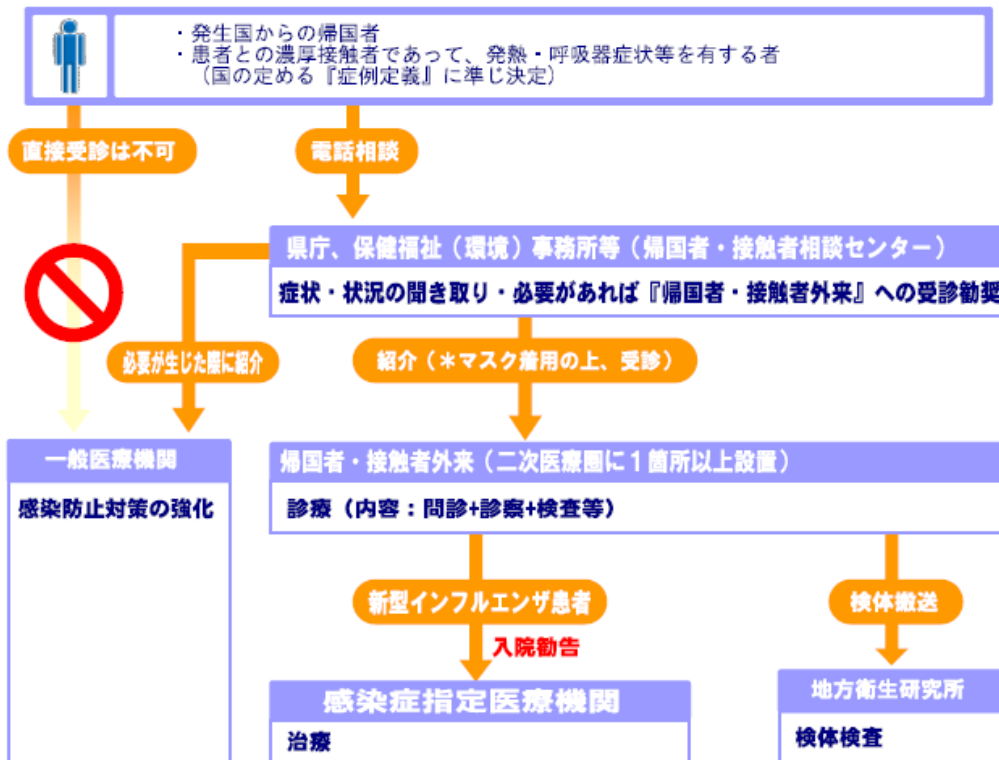 ・発生国からの帰国者
・患者との濃厚接触者であって、発熱・呼吸器症状等を有する者
（国の定める『症例定義』に準じ決定）
直接受診は不可
電話相談
県庁、保健福祉（環境）事務所等（帰国者・接触者相談センター）
症状・状況の聞き取り・必要があれば『帰国者・接触者外来』への受診勧奨
必要が生じた際に紹介
紹介（＊マスク着用の上、受診）
一般医療機関
感染防止対策の強化
帰国者・接触者外来（二次医療圏に１箇所以上設置）
診療（内容：問診+診察+検査等）
新型インフルエンザ患者
検体搬送
入院勧告
感染症指定医療機関
治療
地方衛生研究所
検体検査